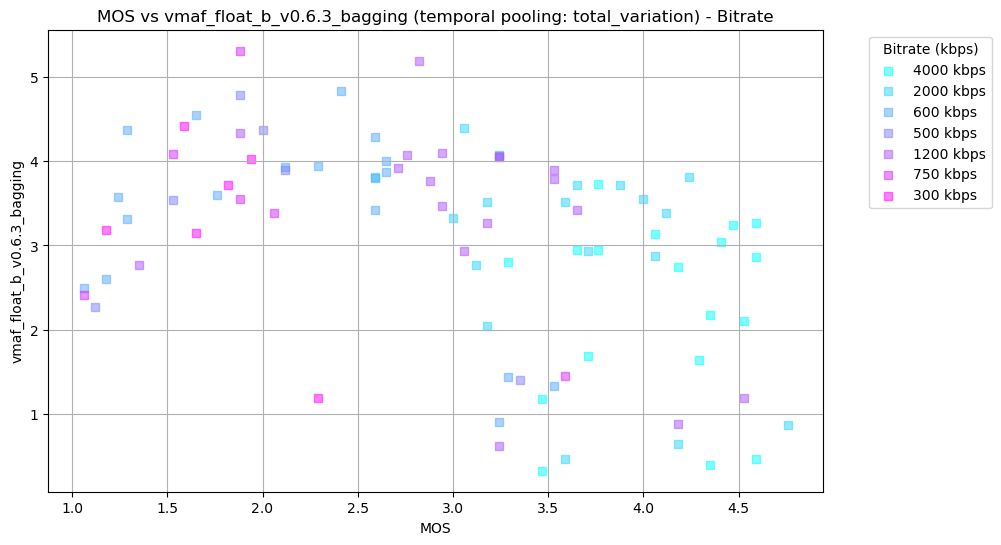 MOS vs vmaf_float_b_v0.6.3_bagging (temporal pooling: total_variation) - Bitrate
vmaf_float_b_v0.6.3_bagging
5
4
3
2
1
1.0 1.5 2.0 2.5 3.0 3.5 4.0 4.5
MOS
Bitrate (kbps)
4000 kbps
2000 kbps
600 kbps
500 kbps
1200 kbps
750 kbps
300 kbps